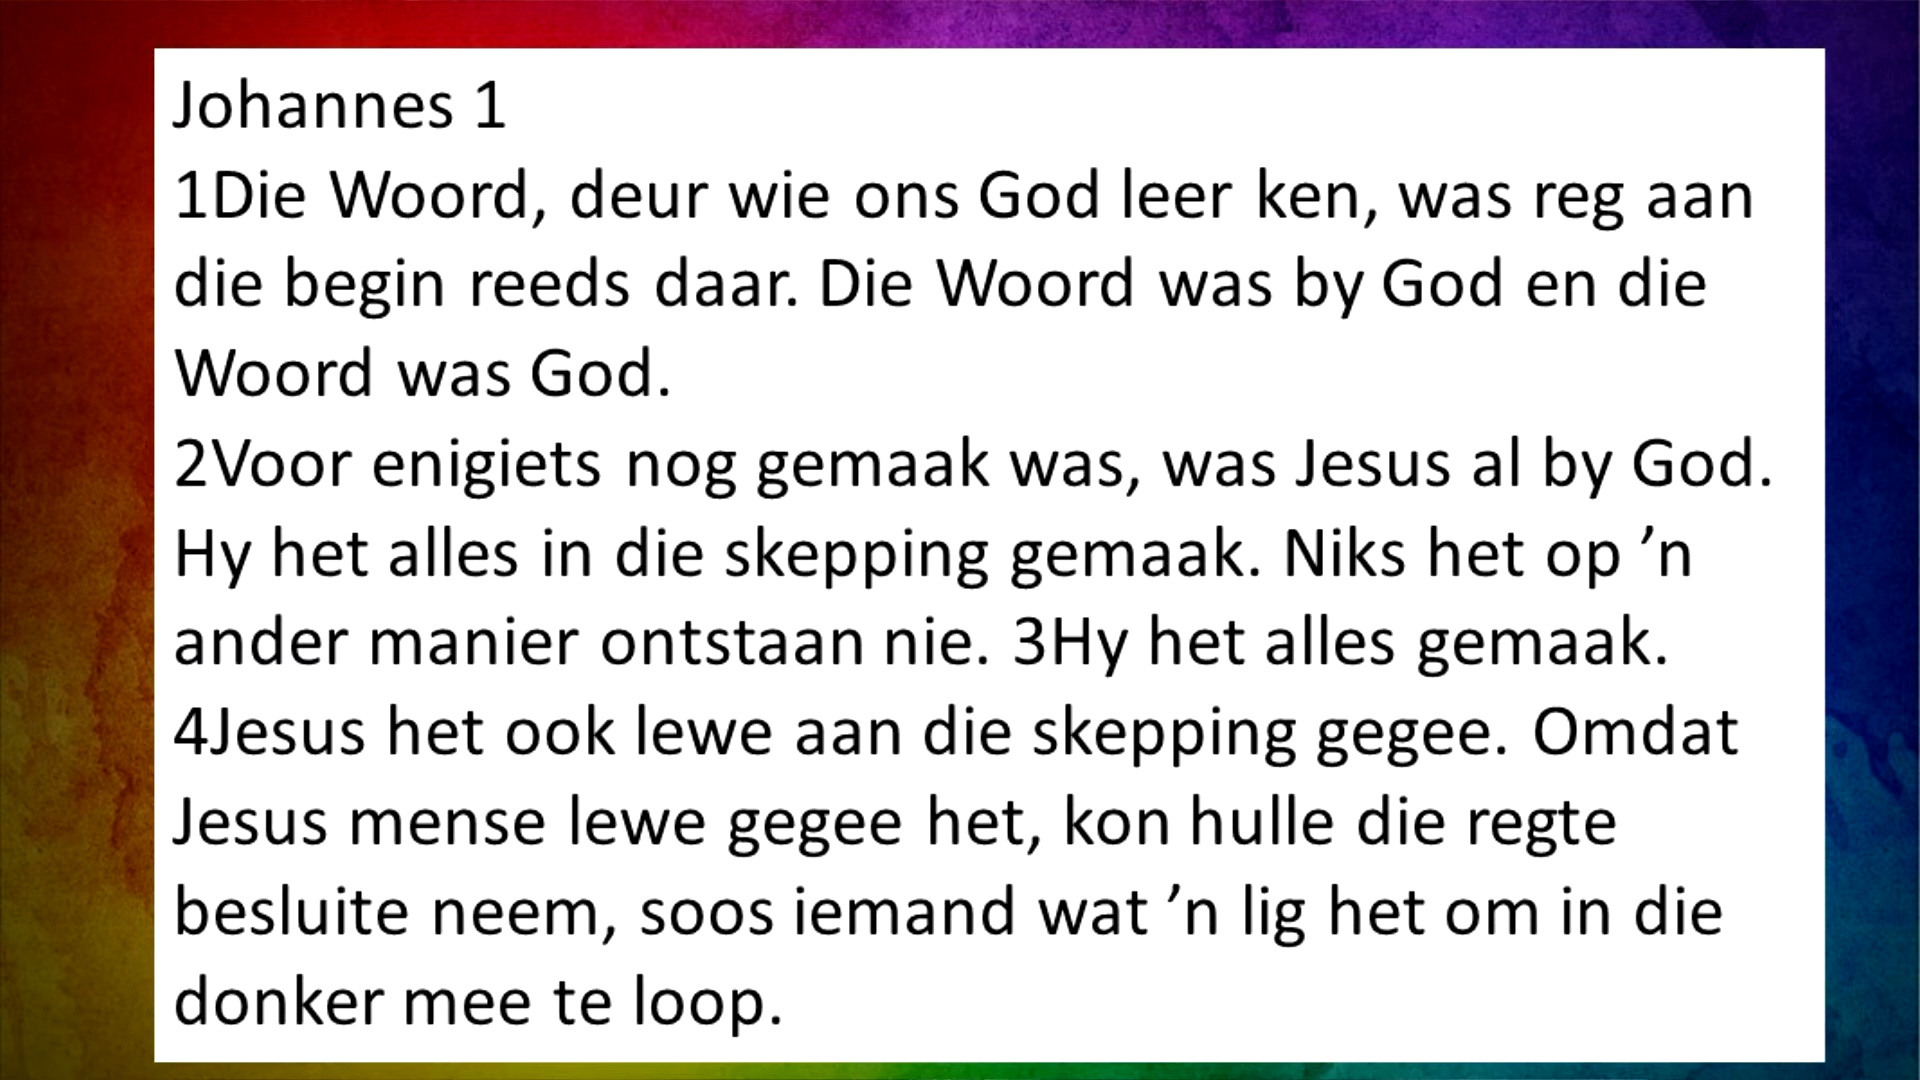 Johannes 1
1Die Woord, deur wie ons God leer ken, was reg aan
die begin reeds daar. Die Woord was by God en die
Woord was God.
2Voor enigiets nog gemaak was, was Jesus al by God.
Hy het alles in die skepping gemaak. Niks het op ’n
ander manier ontstaan nie. 3Hy het alles gemaak.
4Jesus het ook lewe aan die skepping gegee. Omdat
Jesus mense lewe gegee het, kon hulle die regte
besluite neem, soos iemand wat ’n lig het om in die
donker mee te loop.